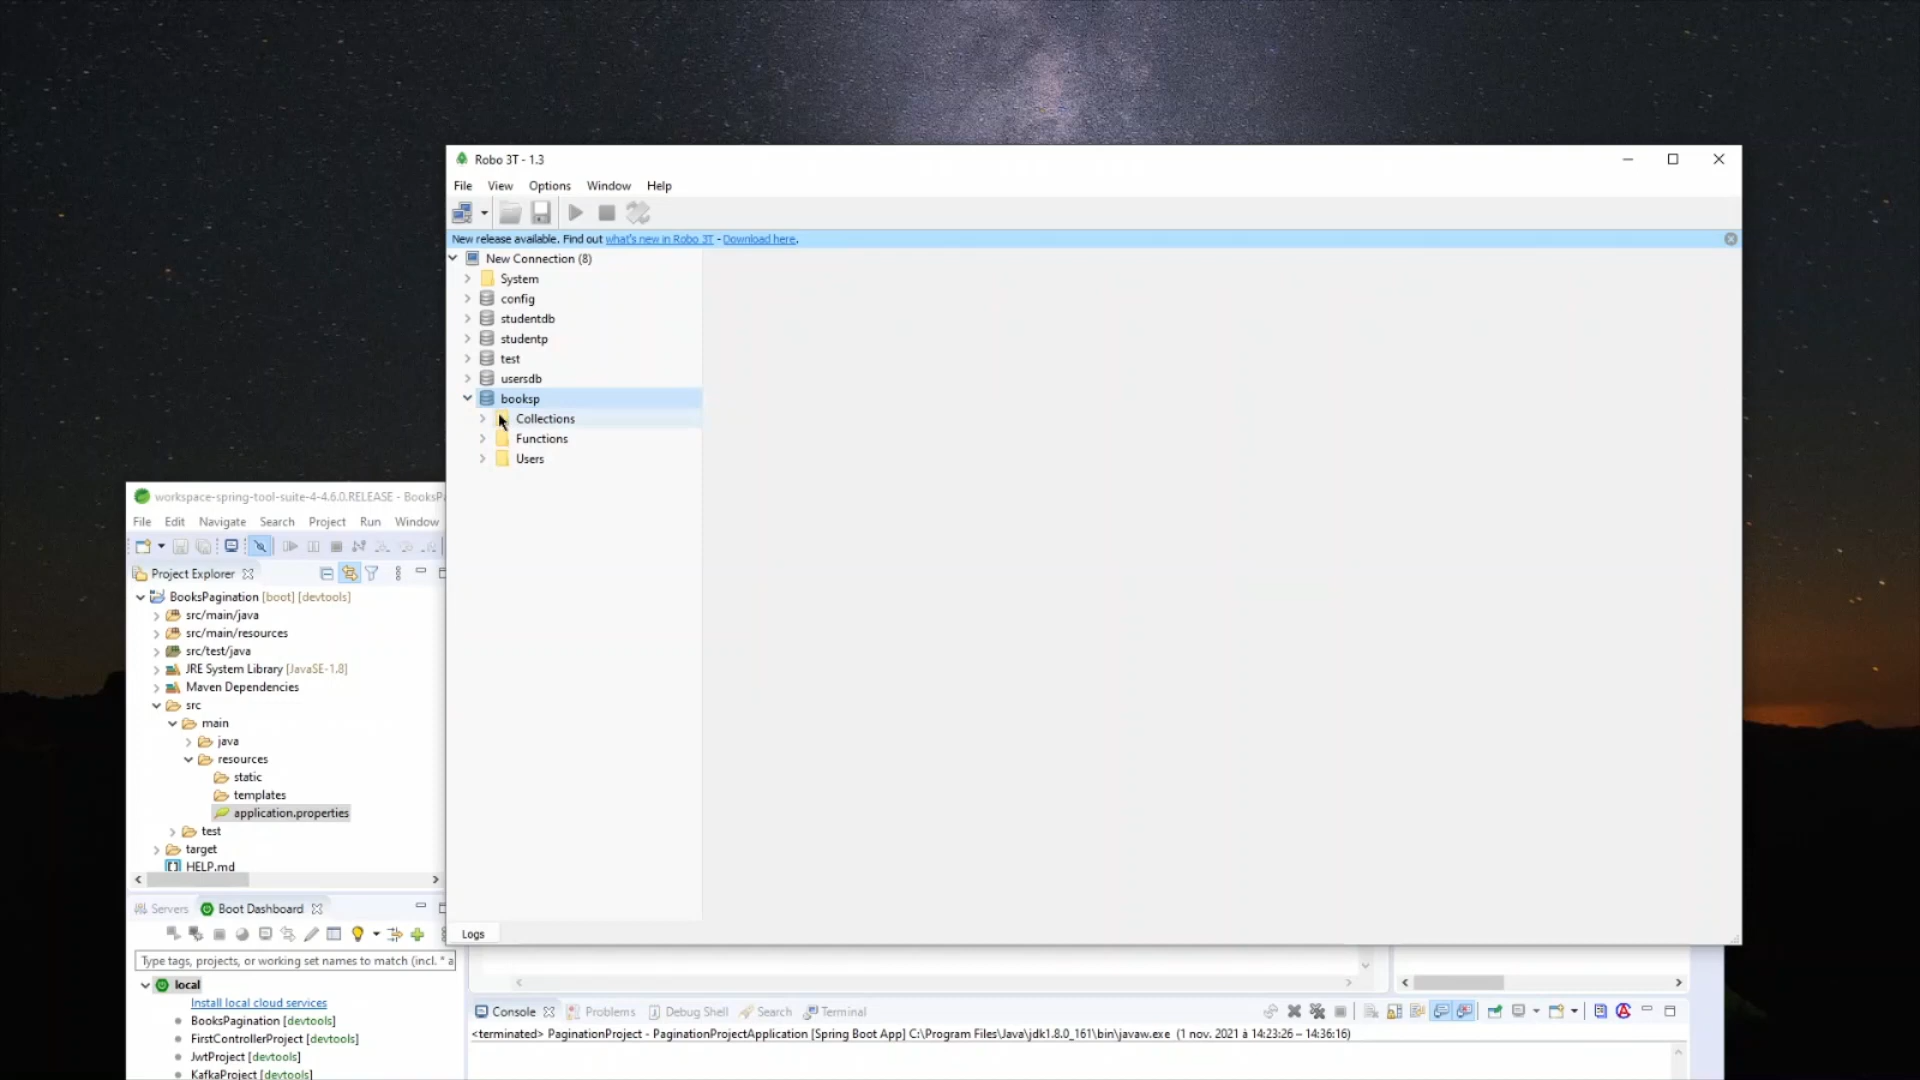 Robo 3T - 1.3
File View Options Window Help
New release available. Find out what's new in Robo 3T - Download here.
New Connection (8)
System
config
studentdb
studentp
test
usersdb
booksp
Collections
Functions
Users
Logs
workspace-spring-tool-suite-4-4.6.0.RELEASE - BooksP
File Edit Navigate Search Project Run Window
Project Explorer
BooksPagination [boot] [devtools]
src/main/java
src/main/resources
src/test/java
JRE System Library [JavaSE-1.8]
Maven Dependencies
src
main
java
resources
static
templates
application.properties
test
target
HELP.md
Servers Boot Dashboard
Type tags, projects, or working set names to match (incl. * a
local
Install local cloud services
BooksPagination [devtools]
FirstControllerProject [devtools]
JwtProject [devtools]
KafkaProject [devtools]
Console Problems Debug Shell Search Terminal
<terminated> PaginationProject - PaginationProjectApplication [Spring Boot App] C:\Program Files\Java\jdk1.8.0_161\bin\javaw.exe (1 nov. 2021 à 14:23:26 – 14:36:16)